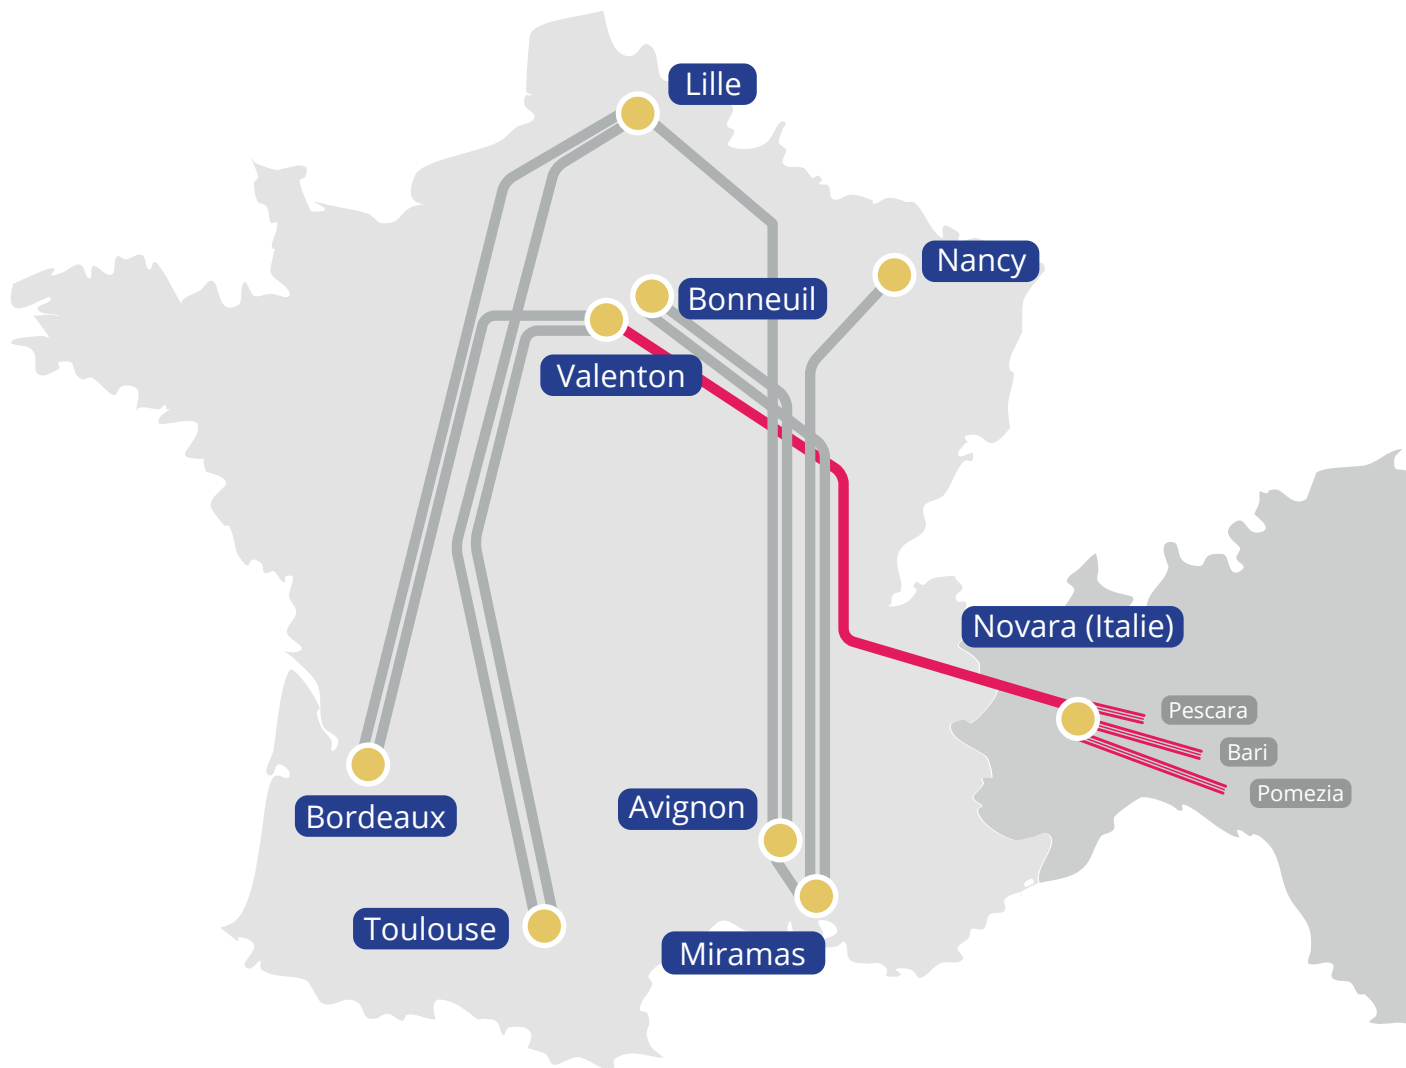 Lille
Nancy
Bonneuil
Valenton
Novara (Italie)
Pescara
Bari
Pomezia
Avignon
Bordeaux
Toulouse
Miramas